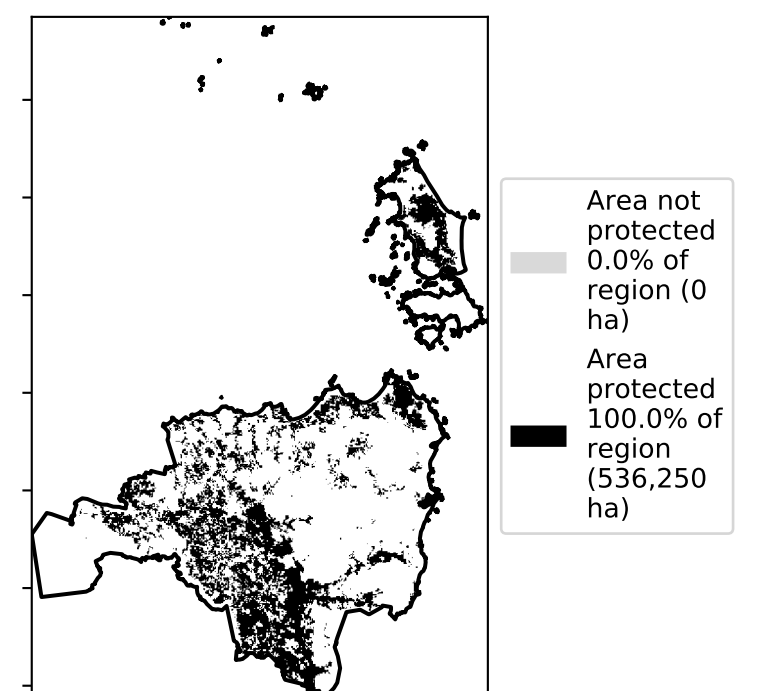 Area not
protected
0.0% of
region (0
ha)
Area
protected
100.0% of
region
(536,250
ha)